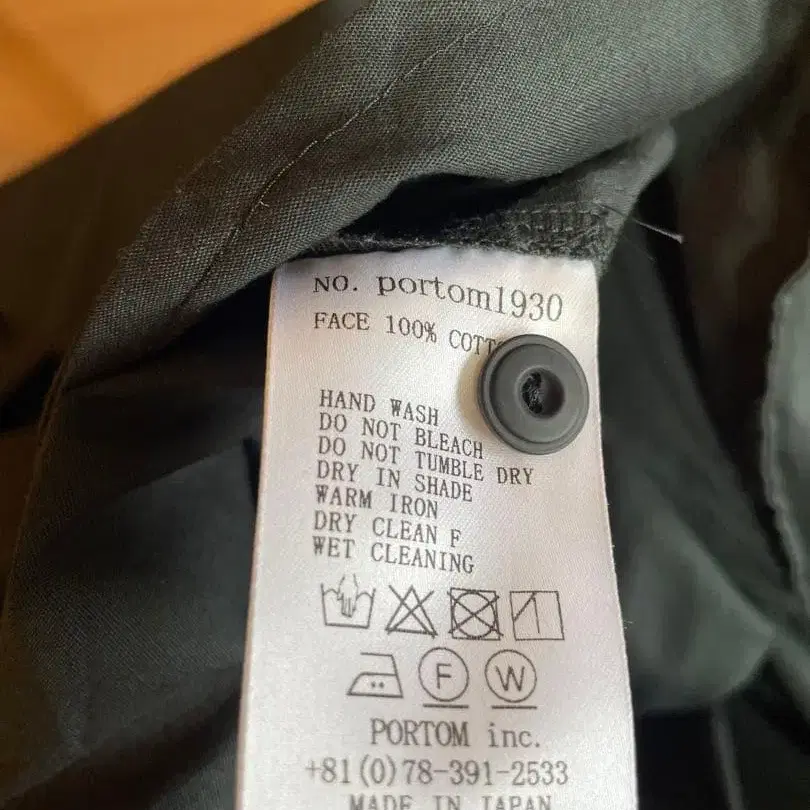 NO. portom1930
FACE 100%
HAND WASH
DO NOT BLEACH
DO NOT TUMBLE DRY
DRY IN SHADE
WARM IRON
DRY CLEAN F
WET CLEANING
F W
PORTOM inc.
+81(0)78-391-2533
MADE IN JAPAN